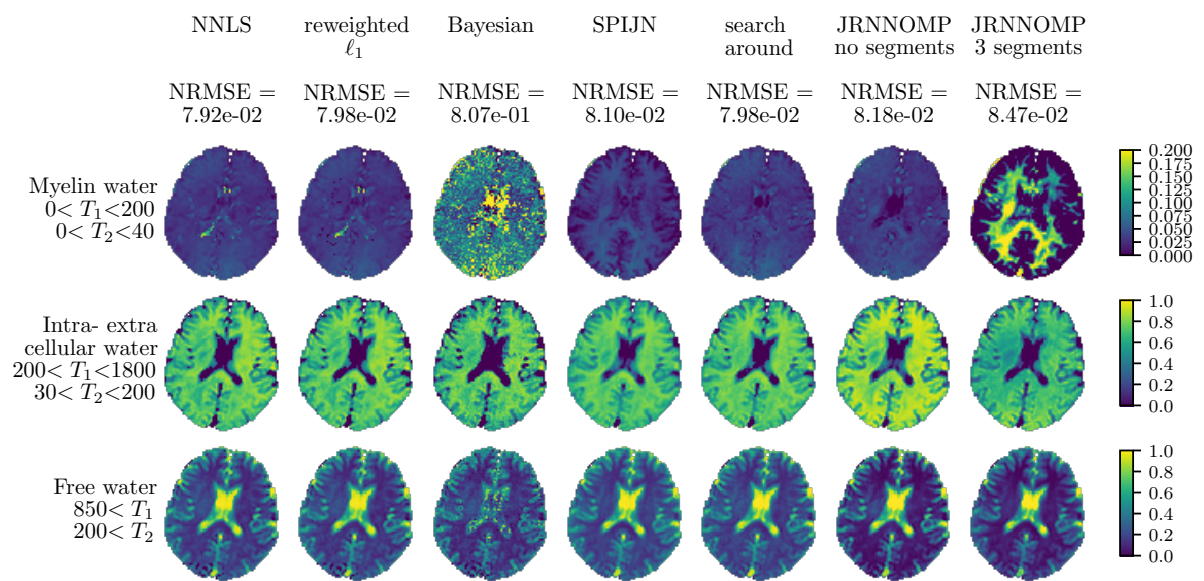 NNLS
reweighted
ℓ₁
Bayesian
SPIJN
search
around
JRNNOMP
no segments
JRNNOMP
3 segments
NRMSE =
7.92e-02
NRMSE =
7.98e-02
NRMSE =
8.07e-01
NRMSE =
8.10e-02
NRMSE =
7.98e-02
NRMSE =
8.18e-02
NRMSE =
8.47e-02
Myelin water
0< T₁<200
0< T₂<40
0.200
0.175
0.150
0.125
0.100
0.075
0.050
0.025
0.000
Intra- extra
cellular water
200< T₁<1800
30< T₂<200
1.0
0.8
0.6
0.4
0.2
0.0
Free water
850< T₁
200< T₂
1.0
0.8
0.6
0.4
0.2
0.0